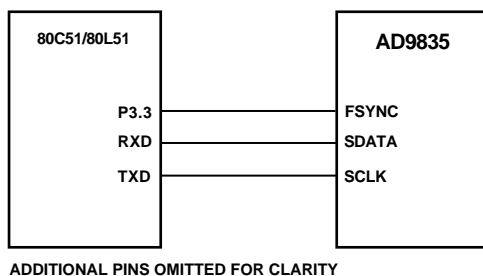 80C51/80L51
AD9835
P3.3
FSYNC
RXD
SDATA
TXD
SCLK
ADDITIONAL PINS OMITTED FOR CLARITY